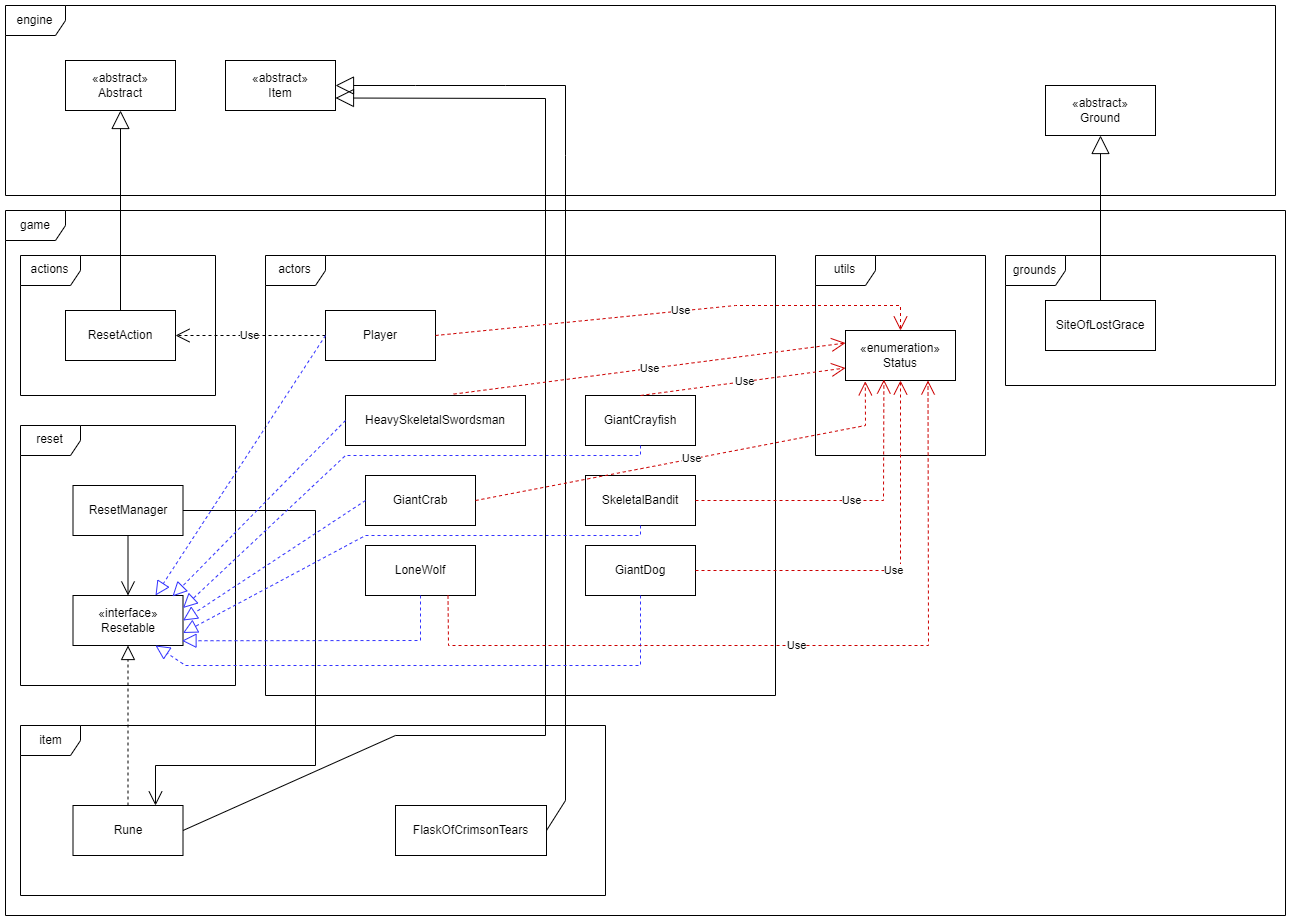 engine
«abstract»
Abstract
«abstract»
Item
«abstract»
Ground
game
actions
actors
utils
grounds
ResetAction
Use
Player
Use
«enumeration»
Status
SiteOfLostGrace
Use
Use
HeavySkeletalSwordsman
GiantCrayfish
reset
Use
ResetManager
GiantCrab
SkeletalBandit
Use
LoneWolf
GiantDog
Use
«interface»
Resetable
Use
item
Rune
FlaskOfCrimsonTears